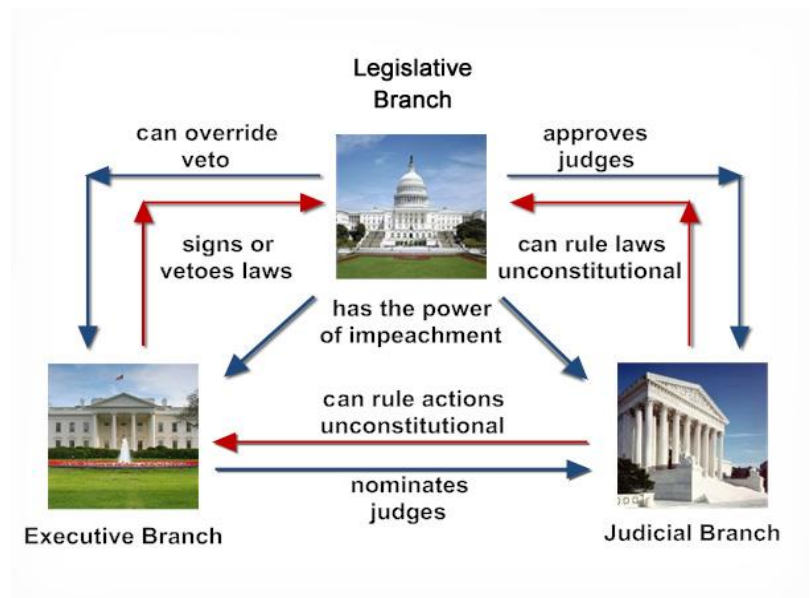 Legislative
Branch
can override
veto
approves
judges
signs or
vetoes laws
can rule laws
unconstitutional
has the power
of impeachment
can rule actions
unconstitutional
nominates
judges
Executive Branch
Judicial Branch